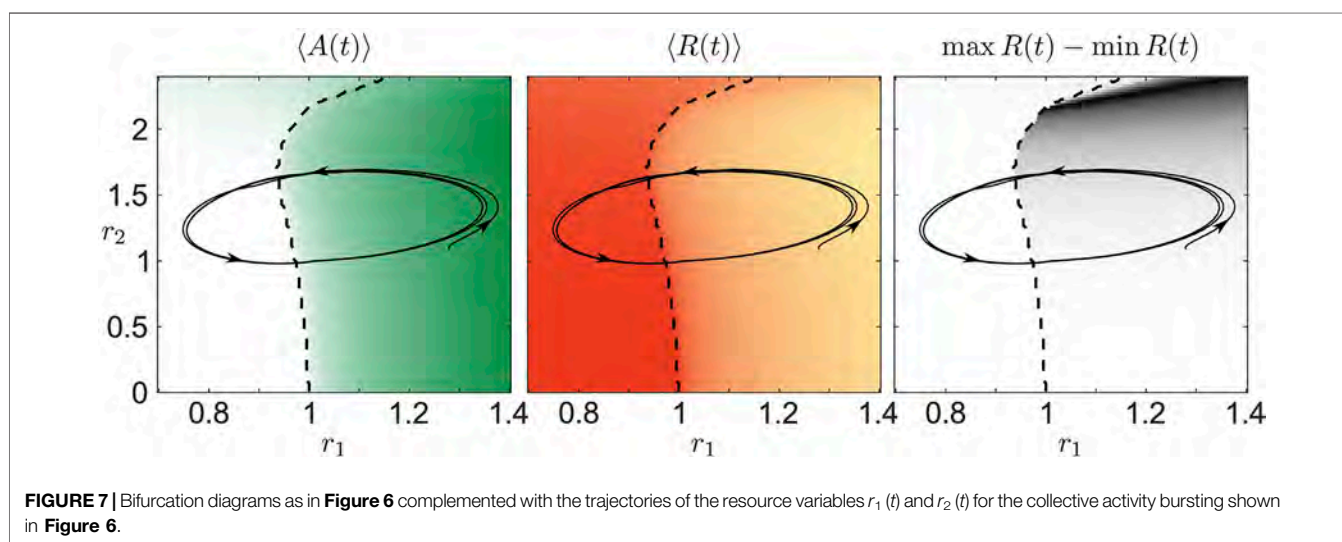 ⟨A(t)⟩ ⟨R(t)⟩ max R(t) − min R(t)
2
1.5
r₂
1
0.5
0
0.8 1 1.2 1.4 0.8 1 1.2 1.4 0.8 1 1.2 1.4
r₁ r₁ r₁
FIGURE 7 | Bifurcation diagrams as in Figure 6 complemented with the trajectories of the resource variables r₁ (t) and r₂ (t) for the collective activity bursting shown
in Figure 6.